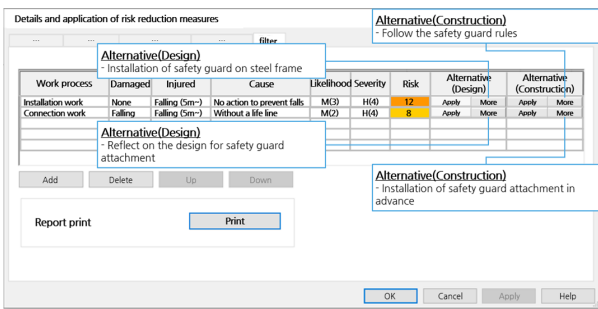 Details and application of risk reduction measures
Alternative(Construction)
- Follow the safety guard rules
... ... ... ... filter
Alternative(Design)
- Installation of safety guard on steel frame
Work process Damaged Injured Cause Likelihood Severity Risk Alternative (Design) Alternative (Construction)
Installation work None Falling (5m~) No action to prevent falls M(3) H(4) 12 Apply More Apply More
Connection work Falling Falling (5m~) Without a life line M(2) H(4) 8 Apply More Apply More
Alternative(Design)
- Reflect on the design for safety guard
attachment
Alternative(Construction)
- Installation of safety guard attachment in
advance
Add Delete Up Down
Report print Print
OK Cancel Apply Help